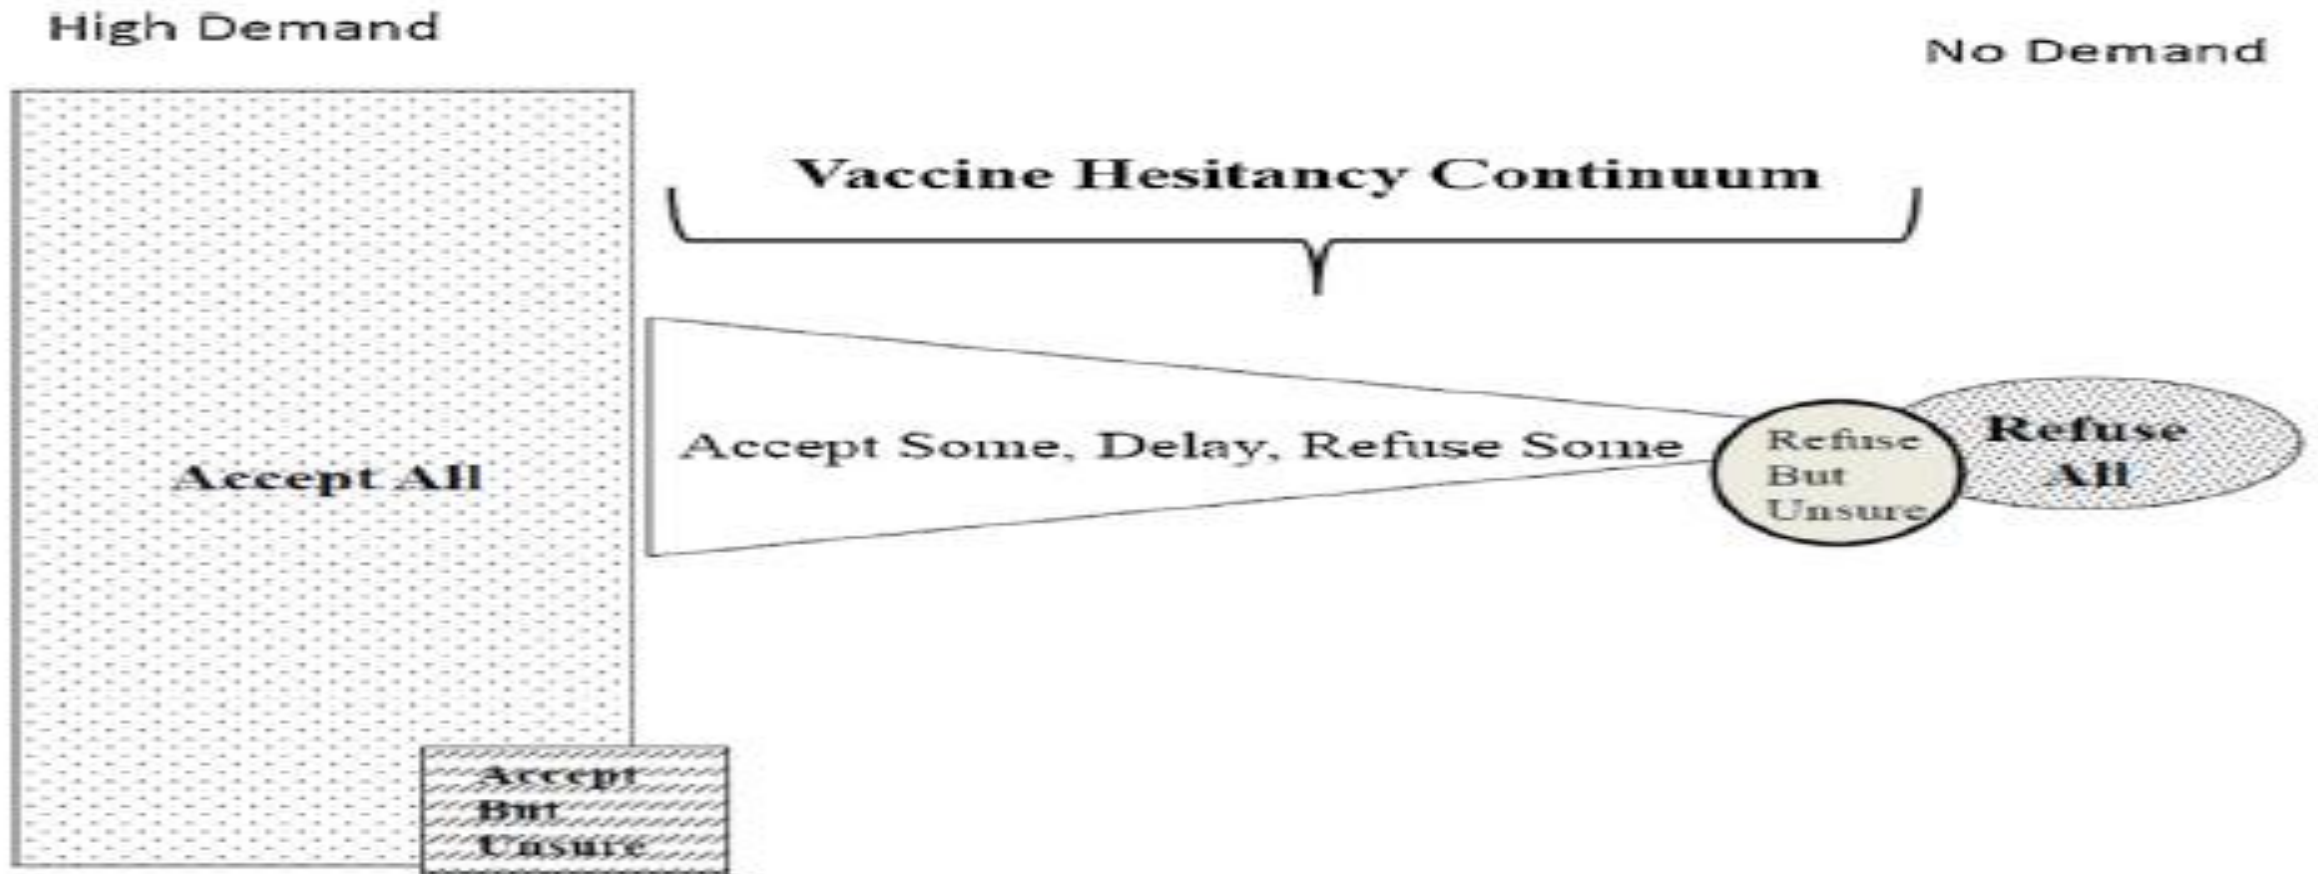 High Demand
No Demand
Vaccine Hesitancy Continuum
Accept All
Accept Some, Delay, Refuse Some
Refuse
But
Unsure
Refuse
All
Accept
But
Unsure